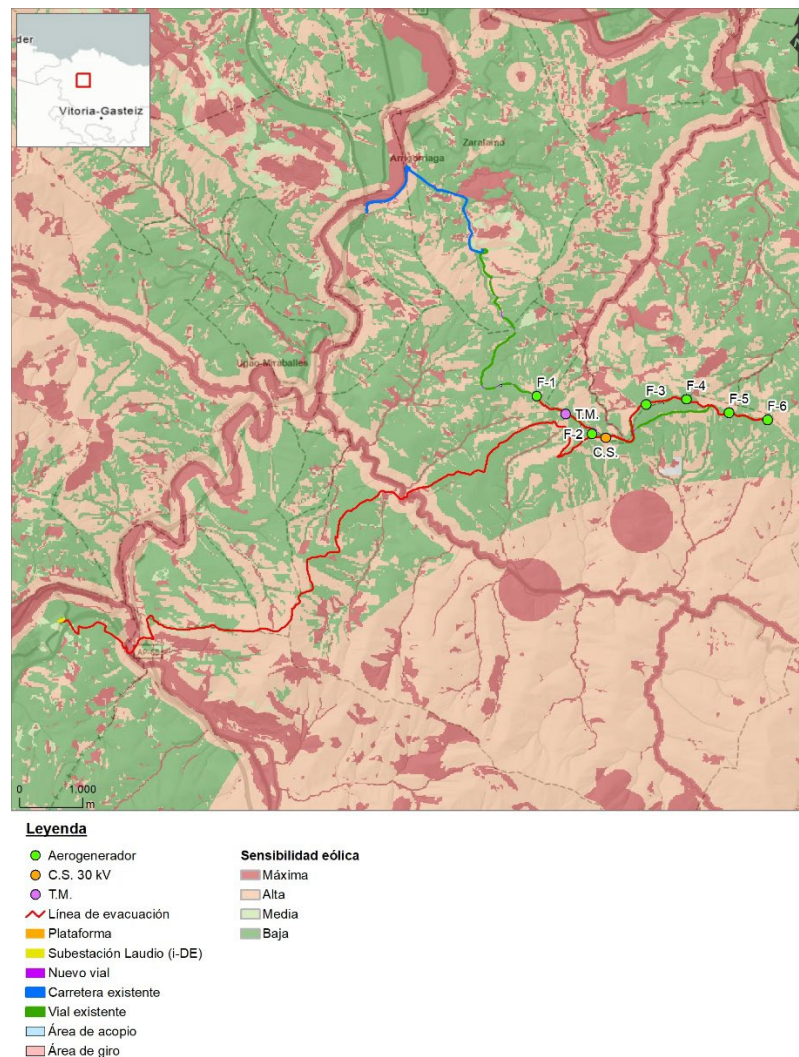 der
Vitoria-Gasteiz
Zaratamo
Arrigorriaga
Ugao-Miraballes
F-1
F-3
F-4
F-5
F-6
T.M.
F-2
C.S.
0 1.000
m
Leyenda
Aerogenerador
C.S. 30 kV
T.M.
Línea de evacuación
Plataforma
Subestación Laudio (i-DE)
Nuevo vial
Carretera existente
Vial existente
Área de acopio
Área de giro
Sensibilidad eólica
Máxima
Alta
Media
Baja